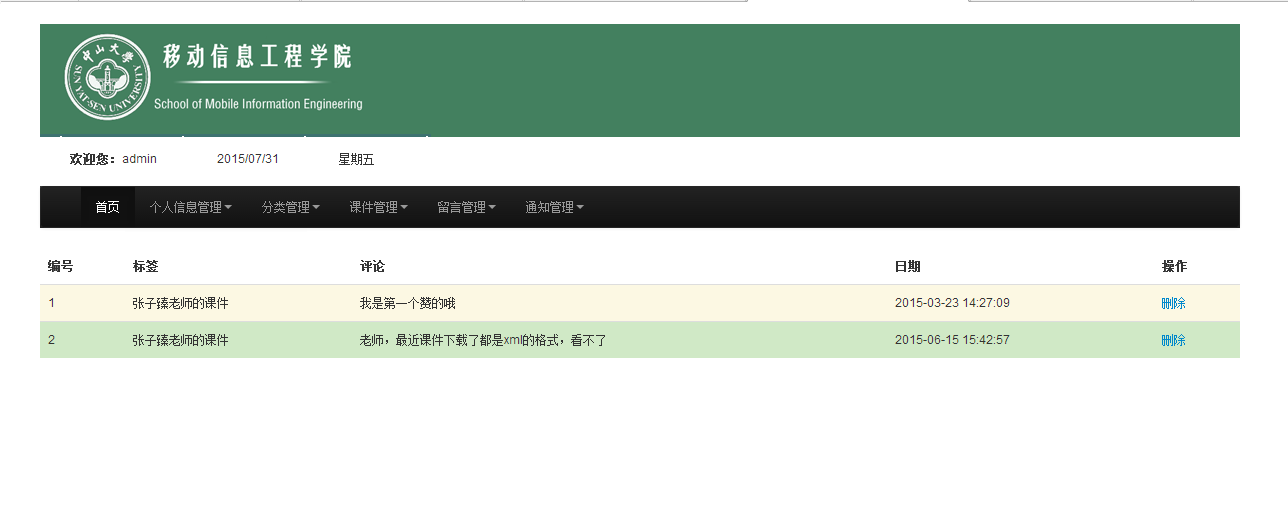 中山大学
SUN YAT-SEN UNIVERSITY
移动信息工程学院
School of Mobile Information Engineering
欢迎您：admin 2015/07/31 星期五
首页 个人信息管理 分类管理 课件管理 留言管理 通知管理
编号 标签 评论 日期 操作
1 张子臻老师的课件 我是第一个赞的哦 2015-03-23 14:27:09 删除
2 张子臻老师的课件 老师，最近课件下载了都是xml的格式，看不了 2015-06-15 15:42:57 删除